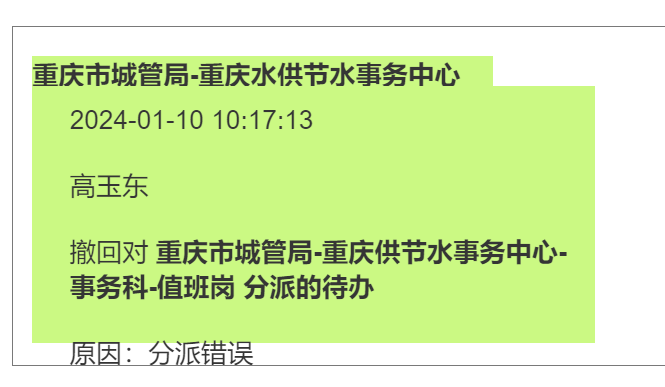 重庆市城管局-重庆水供节水事务中心
2024-01-10 10:17:13
高玉东
撤回对 重庆市城管局-重庆供节水事务中心-
事务科-值班岗 分派的待办
原因：分派错误